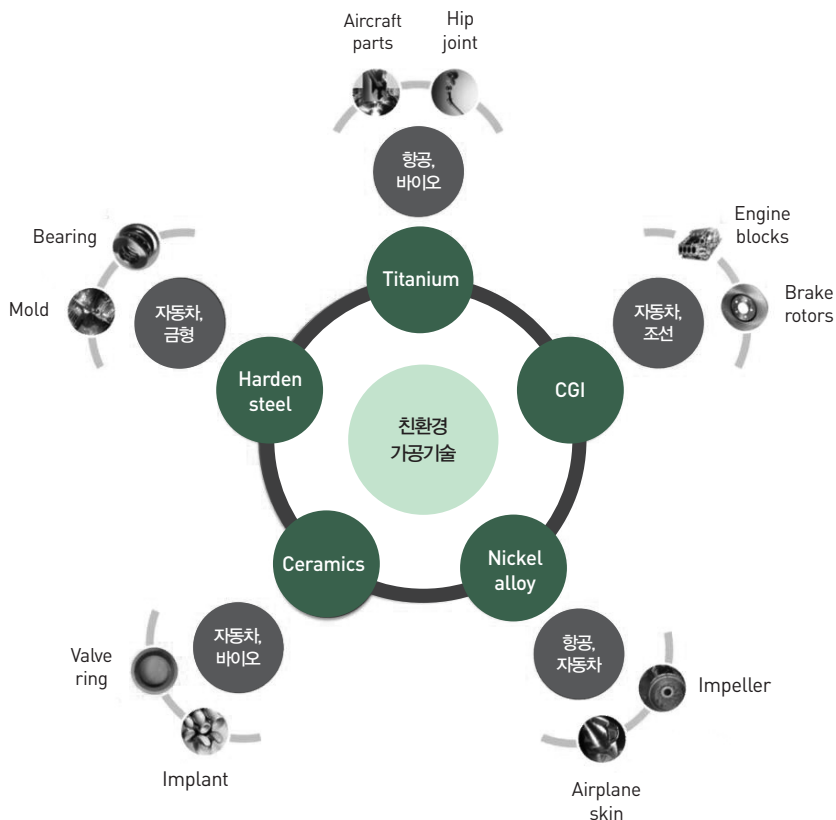 Aircraft
parts
Hip
joint
항공,
바이오
Titanium
Bearing
Mold
자동차,
금형
Harden
steel
Engine
blocks
Brake
rotors
자동차,
조선
CGI
친환경
가공기술
Ceramics
Nickel
alloy
자동차,
바이오
Valve
ring
Implant
항공,
자동차
Impeller
Airplane
skin